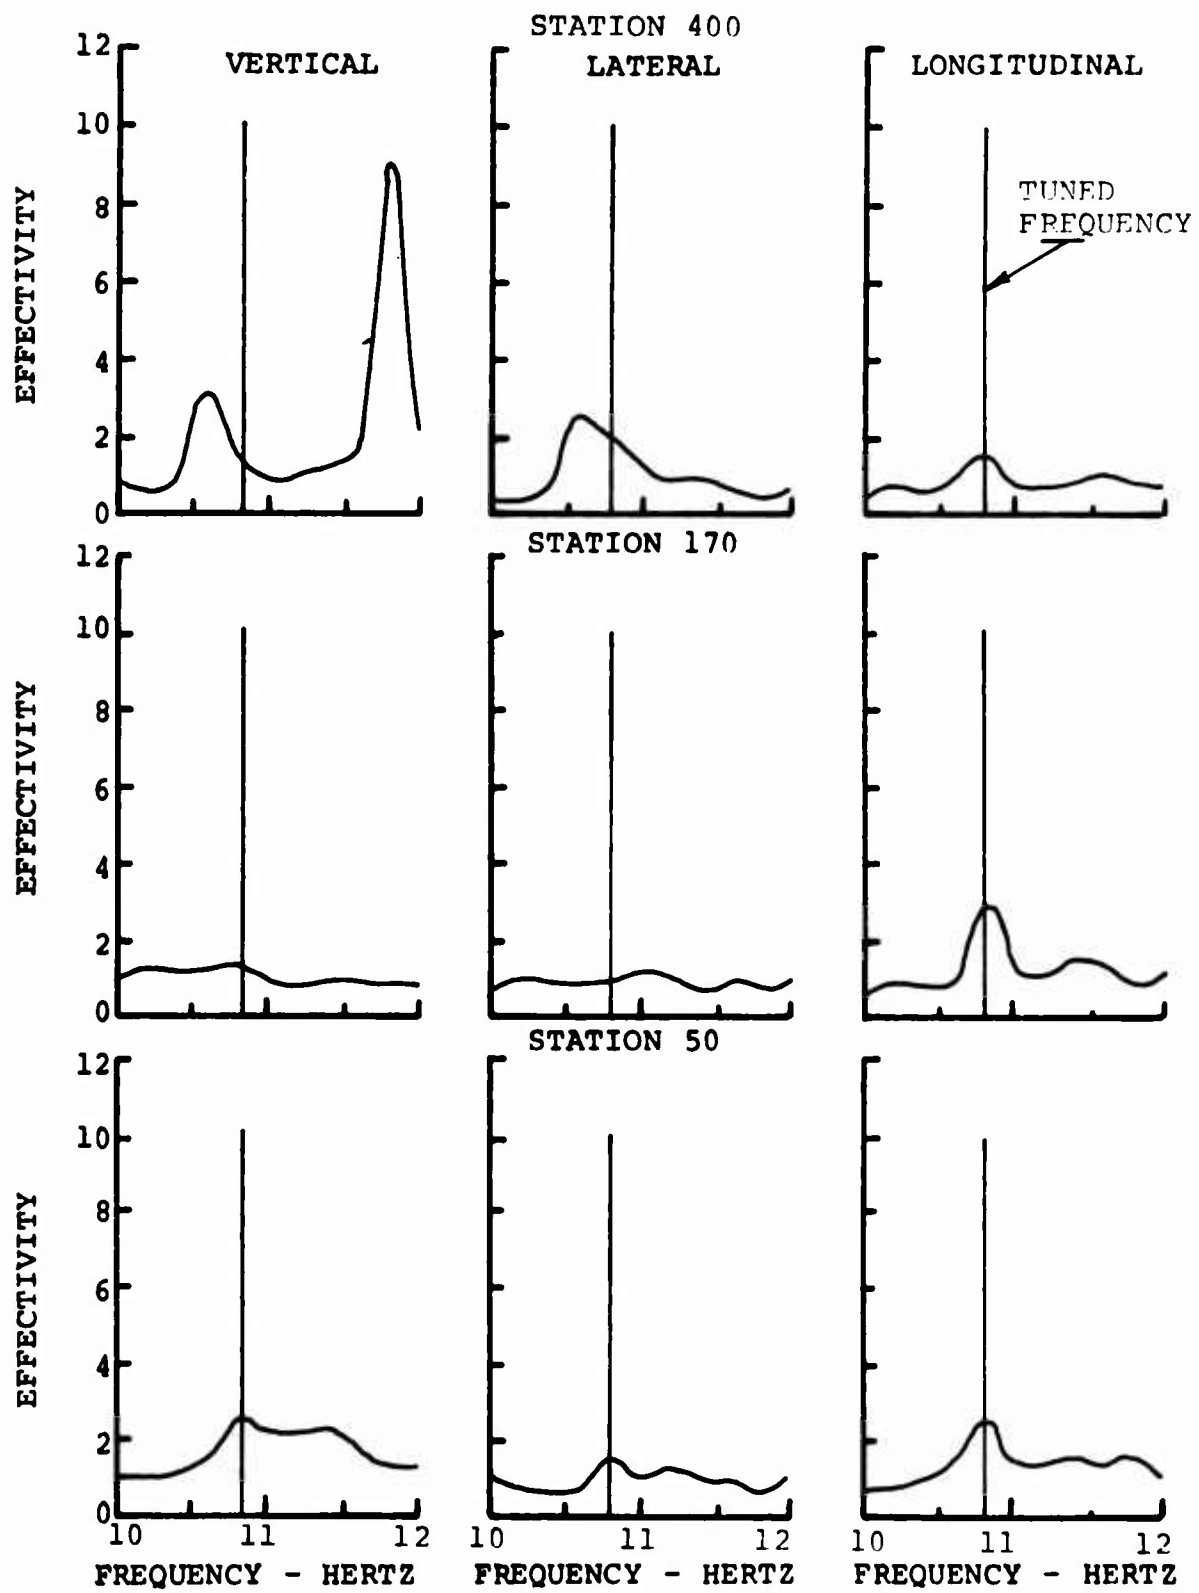 STATION 400
VERTICAL
LATERAL
LONGITUDINAL
12
10
8
6
4
2
0
EFFECTIVITY
TUNED
FREQUENCY
STATION 170
12
10
8
6
4
2
0
EFFECTIVITY
STATION 50
12
10
8
6
4
2
0
EFFECTIVITY
10 11 12
10 11 12
10 11 12
FREQUENCY - HERTZ
FREQUENCY - HERTZ
FREQUENCY - HERTZ